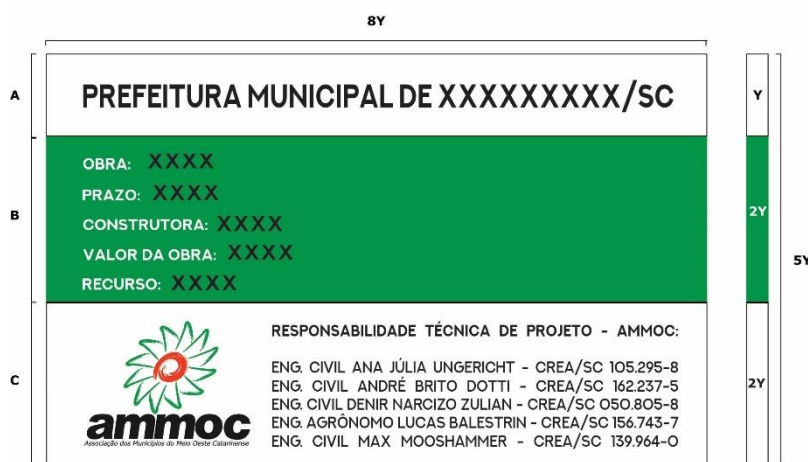 8Y
A
PREFEITURA MUNICIPAL DE XXXXXXXXX/SC
Y
B
OBRA: XXXX
PRAZO: XXXX
CONSTRUTORA: XXXX
VALOR DA OBRA: XXXX
RECURSO: XXXX
2Y
5Y
C
ammoc
Associação dos Municípios do Meio Oeste Catarinense
RESPONSABILIDADE TÉCNICA DE PROJETO - AMMOC:
ENG. CIVIL ANA JÚLIA UNGERICHT - CREA/SC 105.295-8
ENG. CIVIL ANDRÉ BRITO DOTTI - CREA/SC 162.237-5
ENG. CIVIL DENIR NARCIZO ZULIAN - CREA/SC 050.805-8
ENG. AGRÔNOMO LUCAS BALESTRIN - CREA/SC 156.743-7
ENG. CIVIL MAX MOOSHAMMER - CREA/SC 139.964-0
2Y